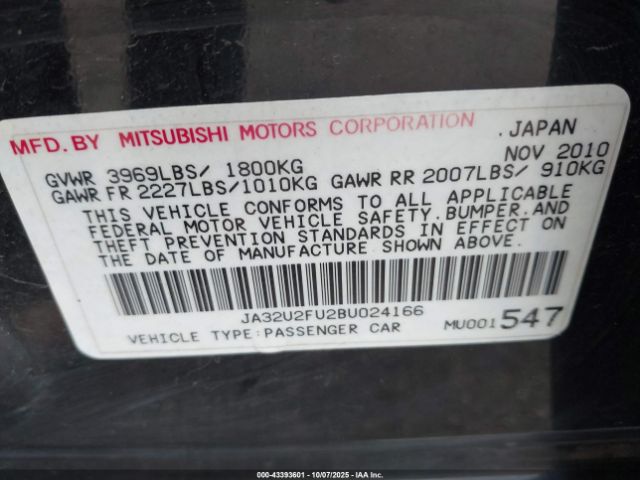 MFD.BY MITSUBISHI MOTORS CORPORATION .JAPAN
GVWR 3969LBS/ 1800KG NOV 2010
GAWR FR 2227LBS/1010KG GAWR RR 2007LBS/ 910KG
THIS VEHICLE CONFORMS TO ALL APPLICABLE
FEDERAL MOTOR VEHICLE SAFETY.BUMPER.AND
THEFT PREVENTION STANDARDS IN EFFECT ON
THE DATE OF MANUFACTURE SHOWN ABOVE.
JA32U2FU2BU024166
VEHICLE TYPE:PASSENGER CAR MU001547
000-43393601 | 10/07/2025 | IAA Inc.